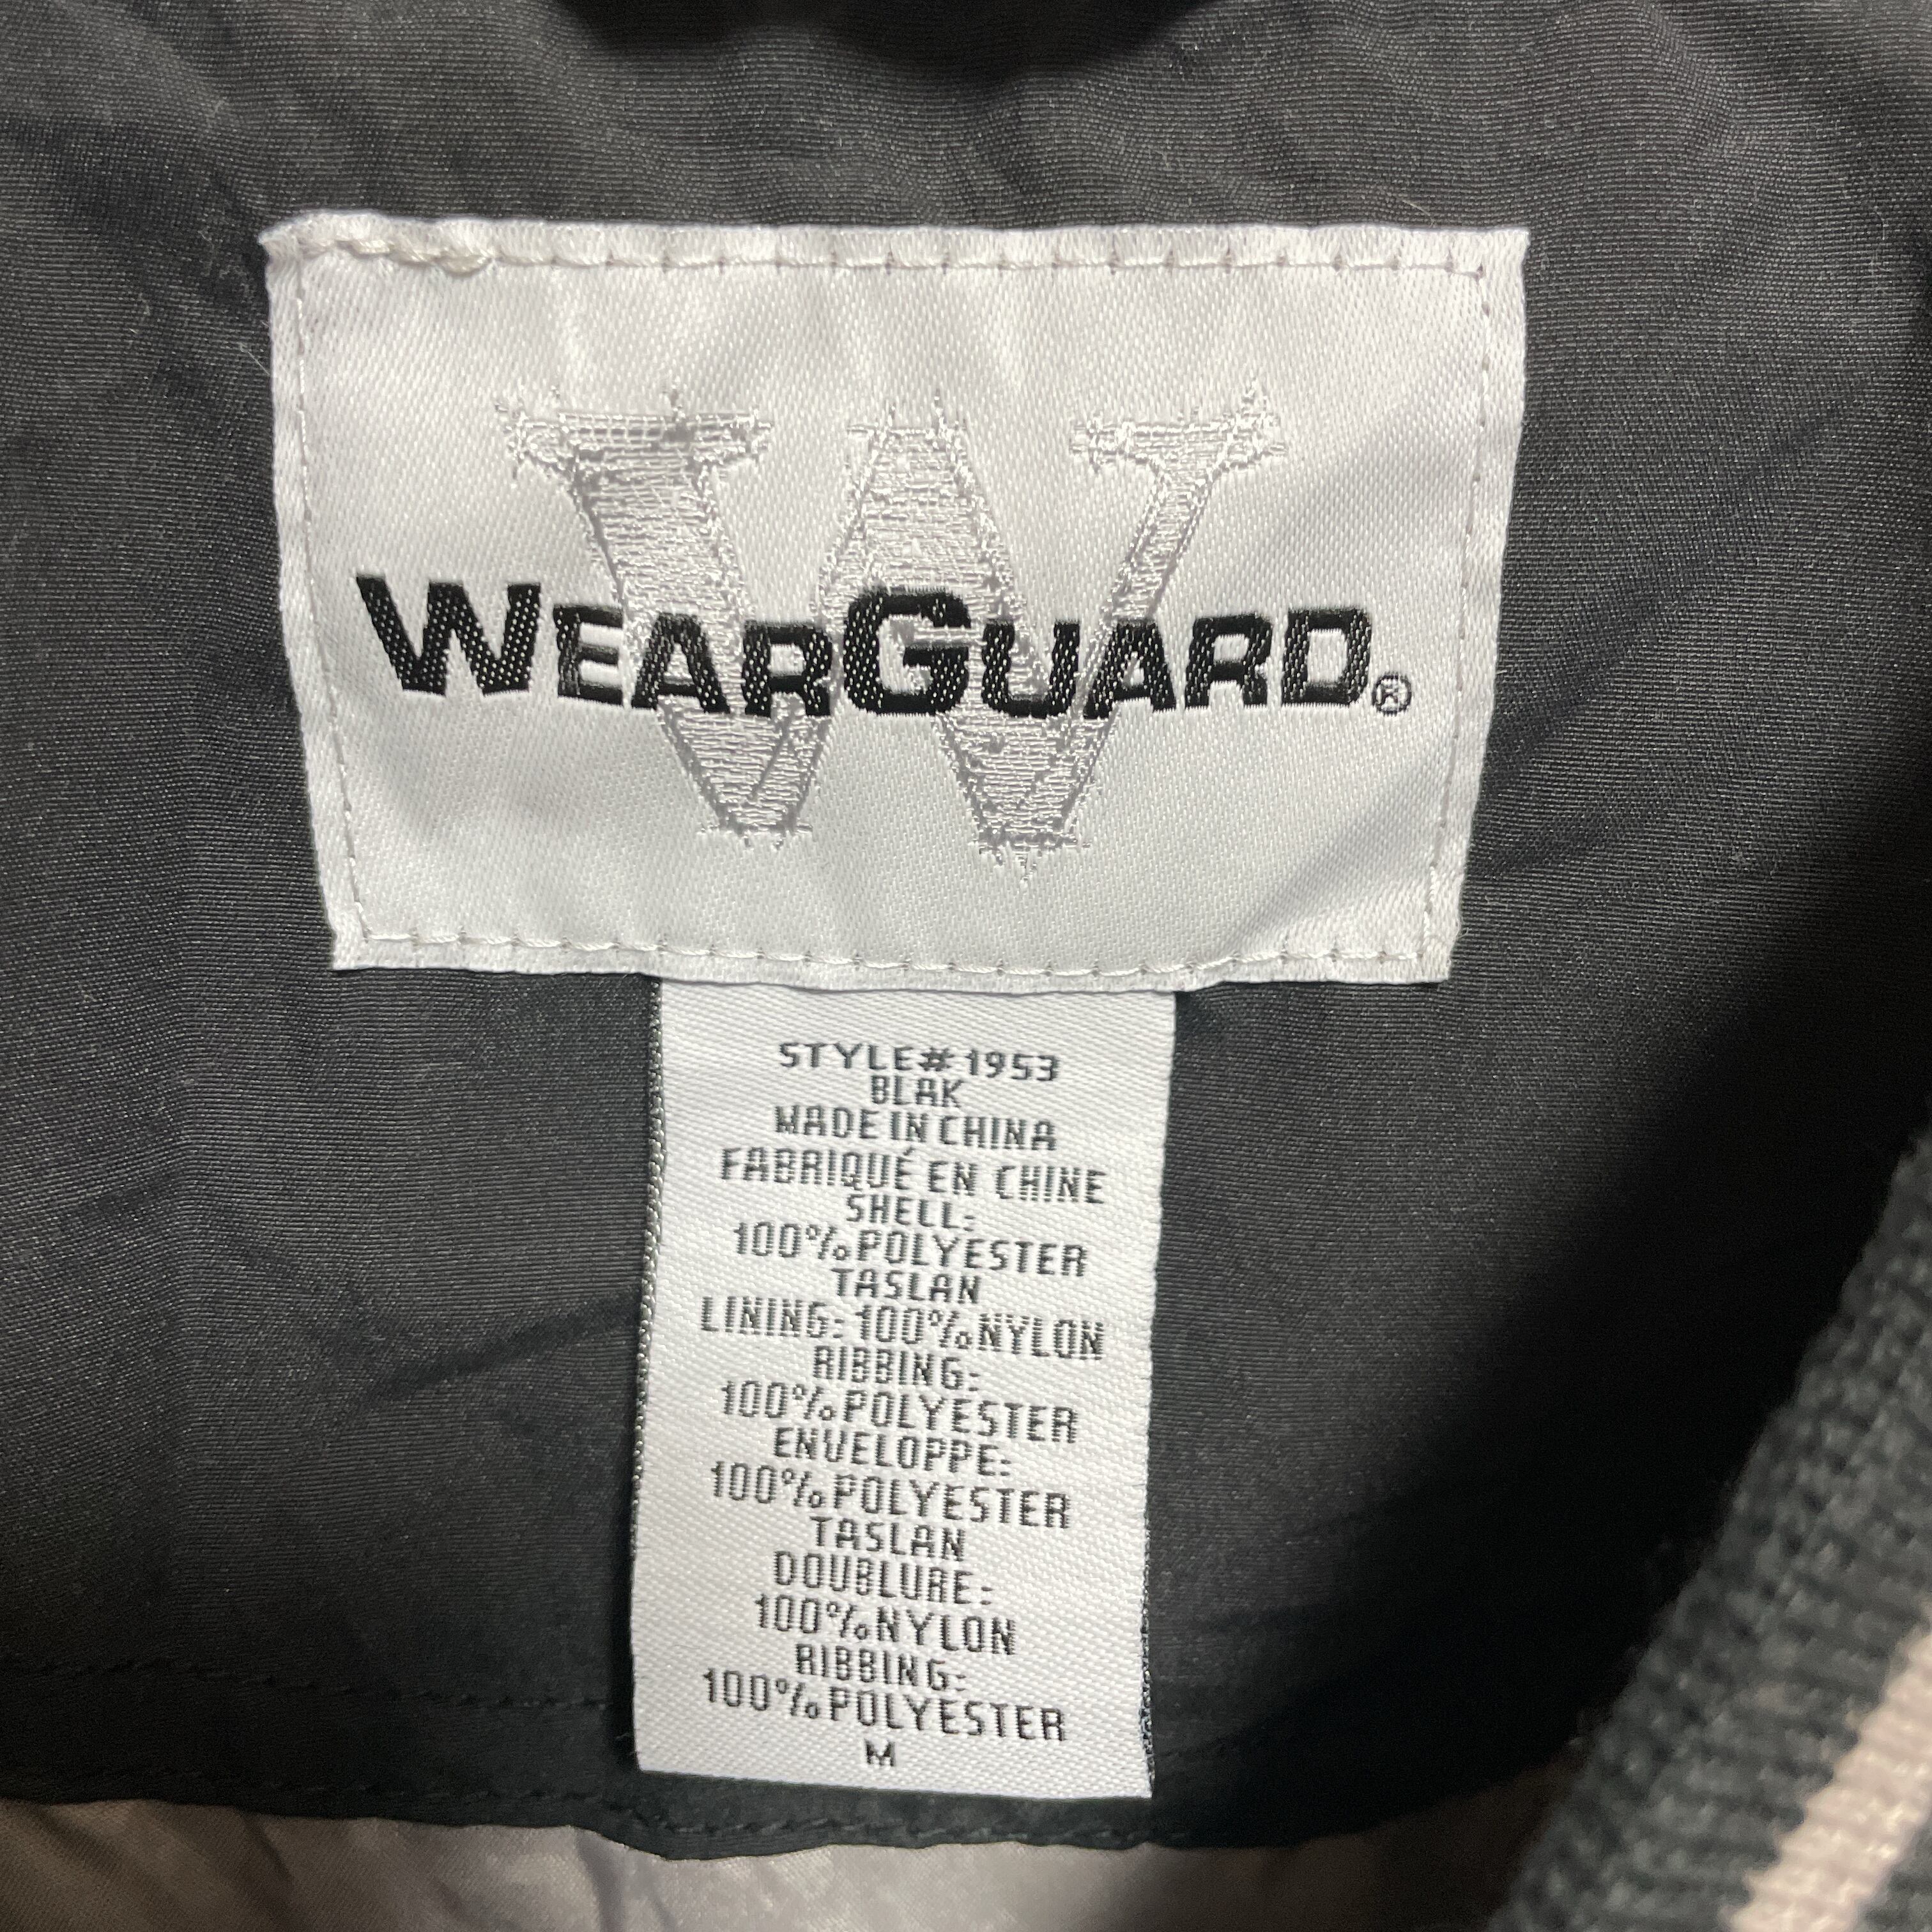 W
WEARGUARD®
STYLE#1953
BLAK
MADE IN CHINA
FABRIQUÉ EN CHINE
SHELL:
100%POLYESTER
TASLAN
LINING:100%NYLON
RIBBING:
100%POLYESTER
ENVELOPPE:
100%POLYESTER
TASLAN
DOUBLURE:
100%NYLON
RIBBING:
100%POLYESTER
M